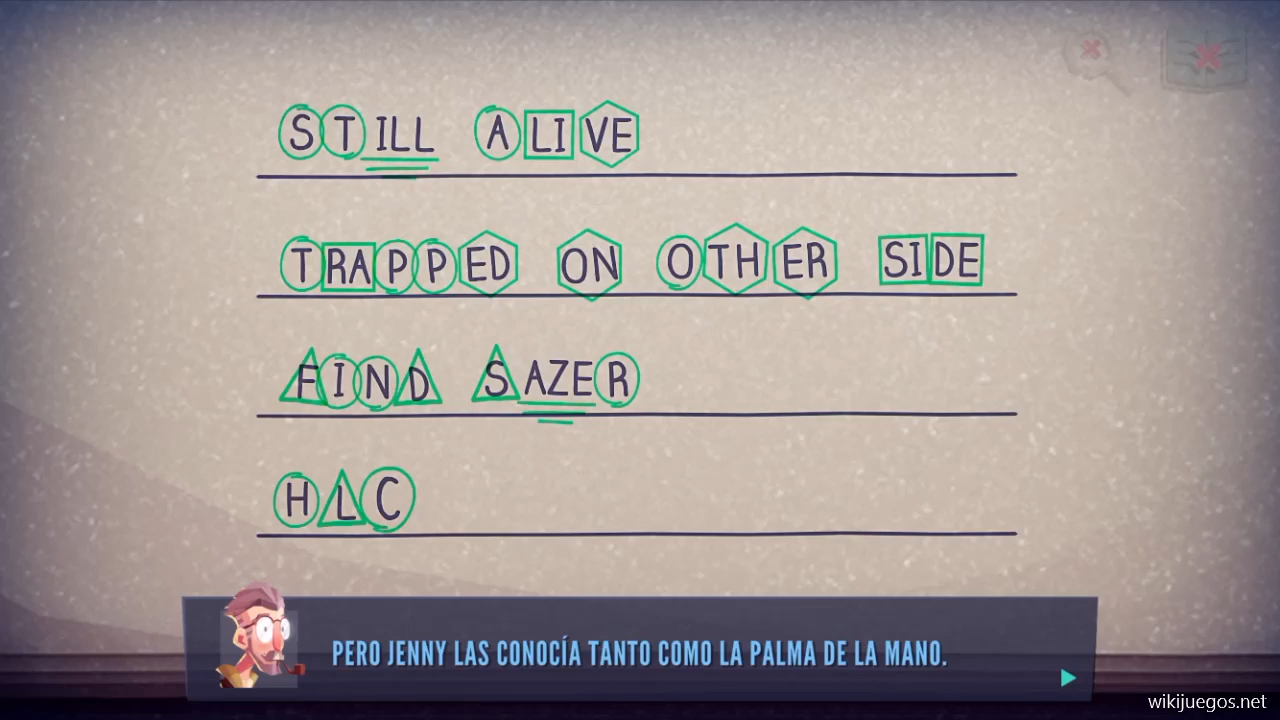 STILL ALIVE
TRAPPED ON OTHER SIDE
FIND SAZER
HLC
PERO JENNY LAS CONOCÍA TANTO COMO LA PALMA DE LA MANO.
wikijuegos.net